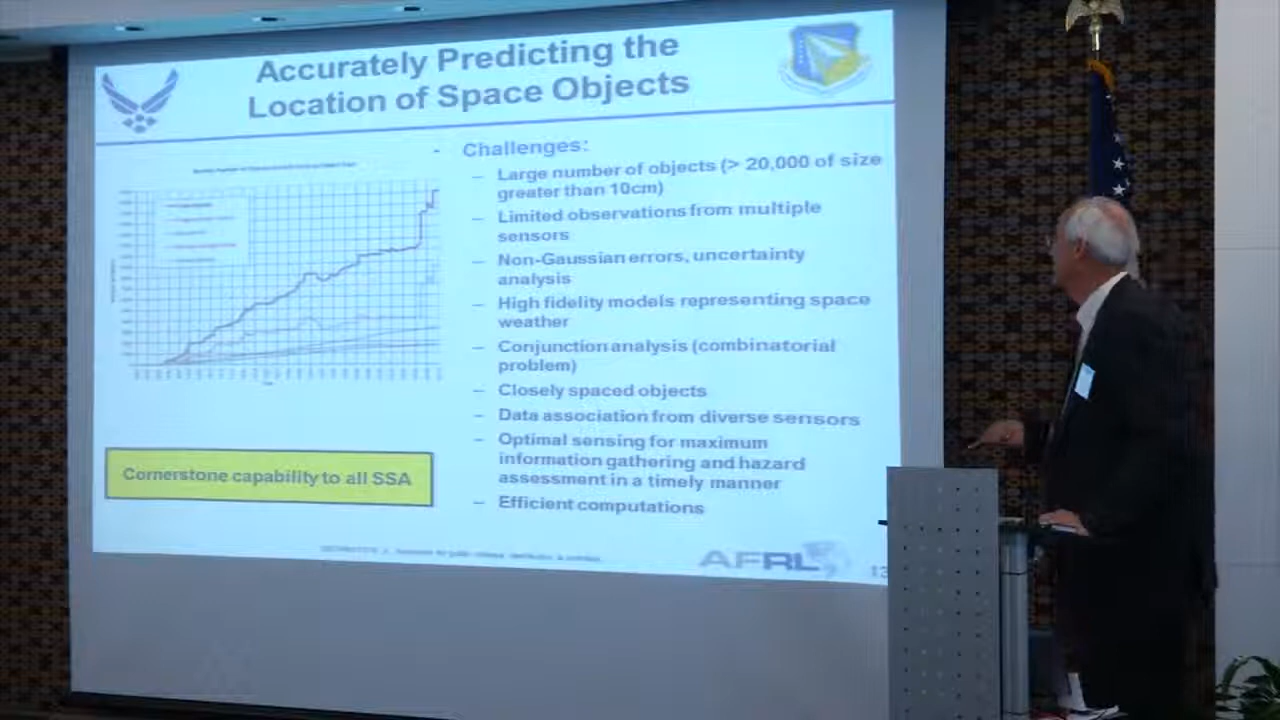 Accurately Predicting the
Location of Space Objects
- Challenges:
– Large number of objects (> 20,000 of size
greater than 10cm)
– Limited observations from multiple
sensors
– Non-Gaussian errors, uncertainty
analysis
– High fidelity models representing space
weather
– Conjunction analysis (combinatorial
problem)
– Closely spaced objects
– Data association from diverse sensors
– Optimal sensing for maximum
information gathering and hazard
assessment in a timely manner
– Efficient computations
Cornerstone capability to all SSA
AFRL
13